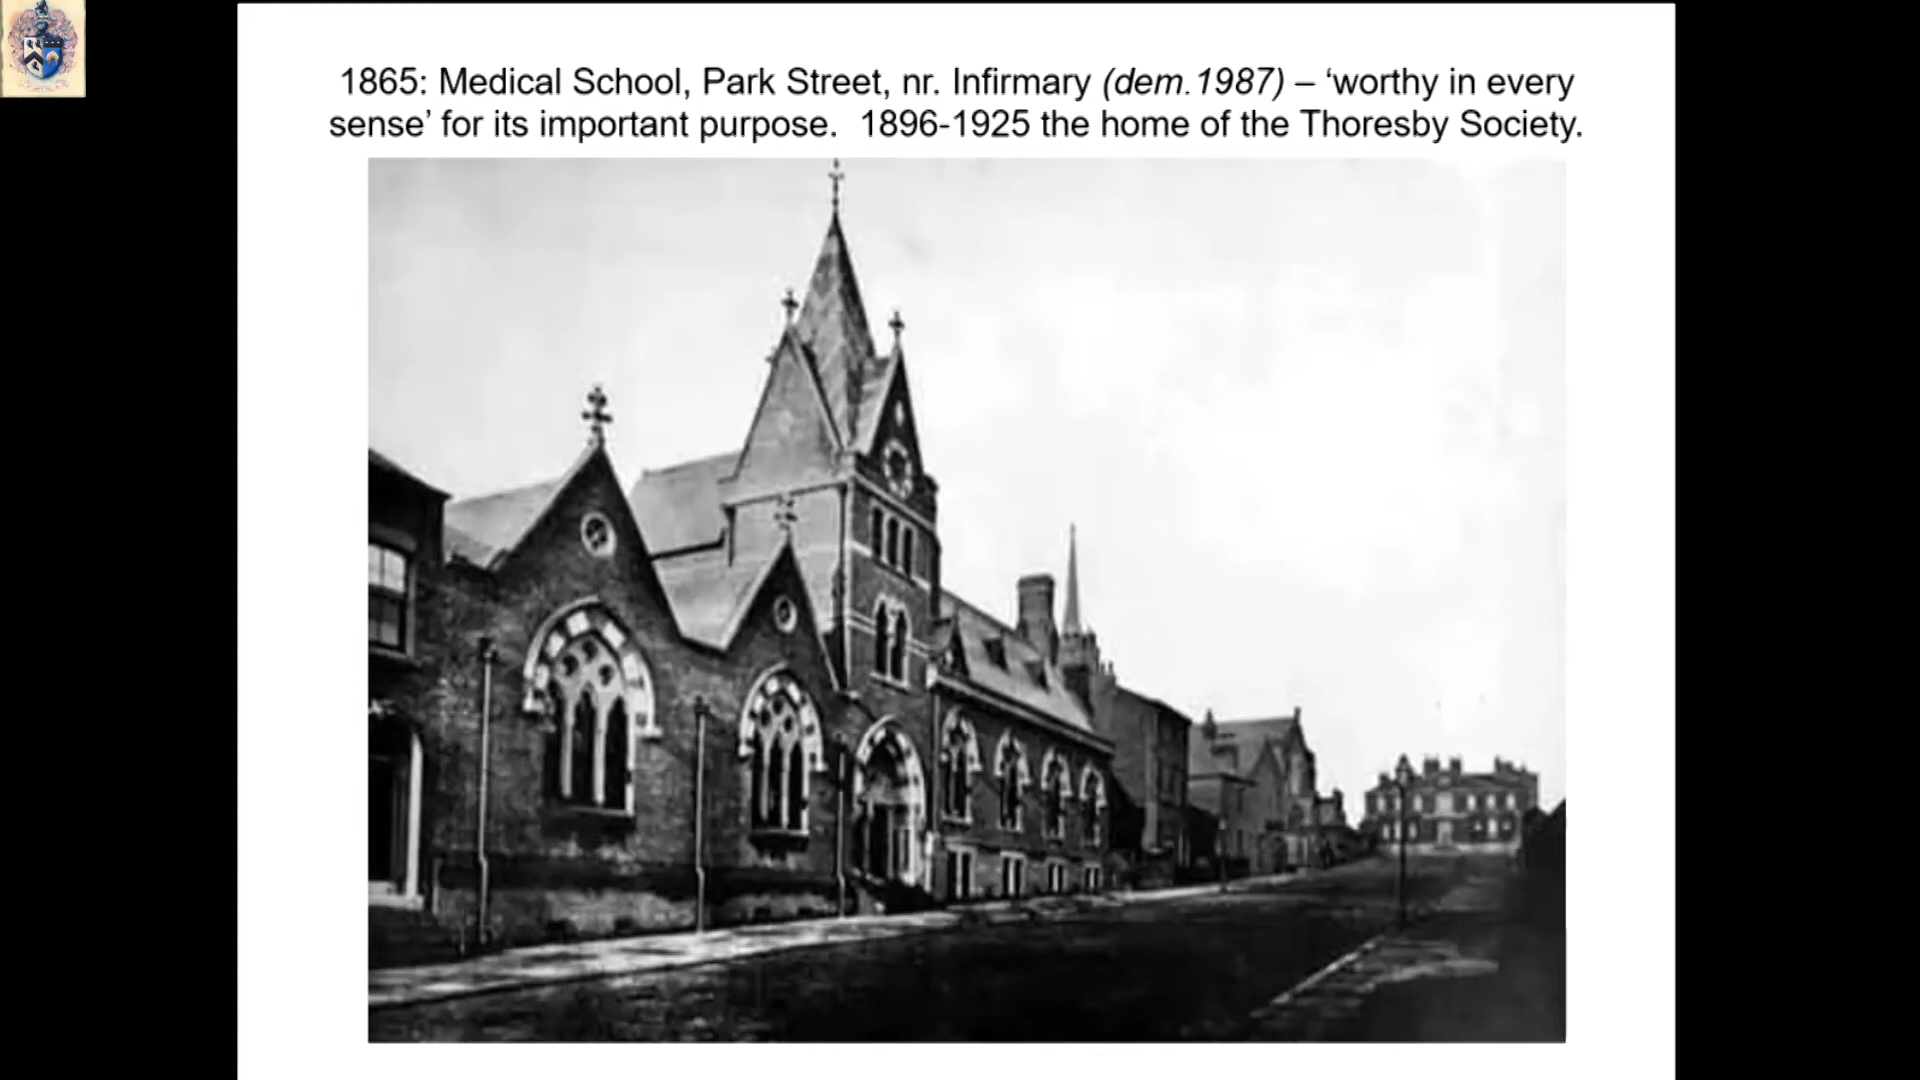 1865: Medical School, Park Street, nr. Infirmary (dem.1987) – ‘worthy in every
sense’ for its important purpose.  1896-1925 the home of the Thoresby Society.